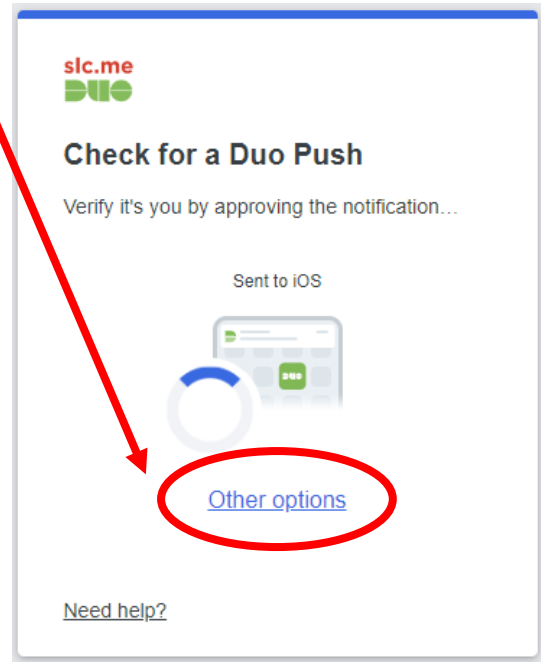 slc.me
DUO
Check for a Duo Push
Verify it's you by approving the notification...
Sent to iOS
DUO
Other options
Need help?